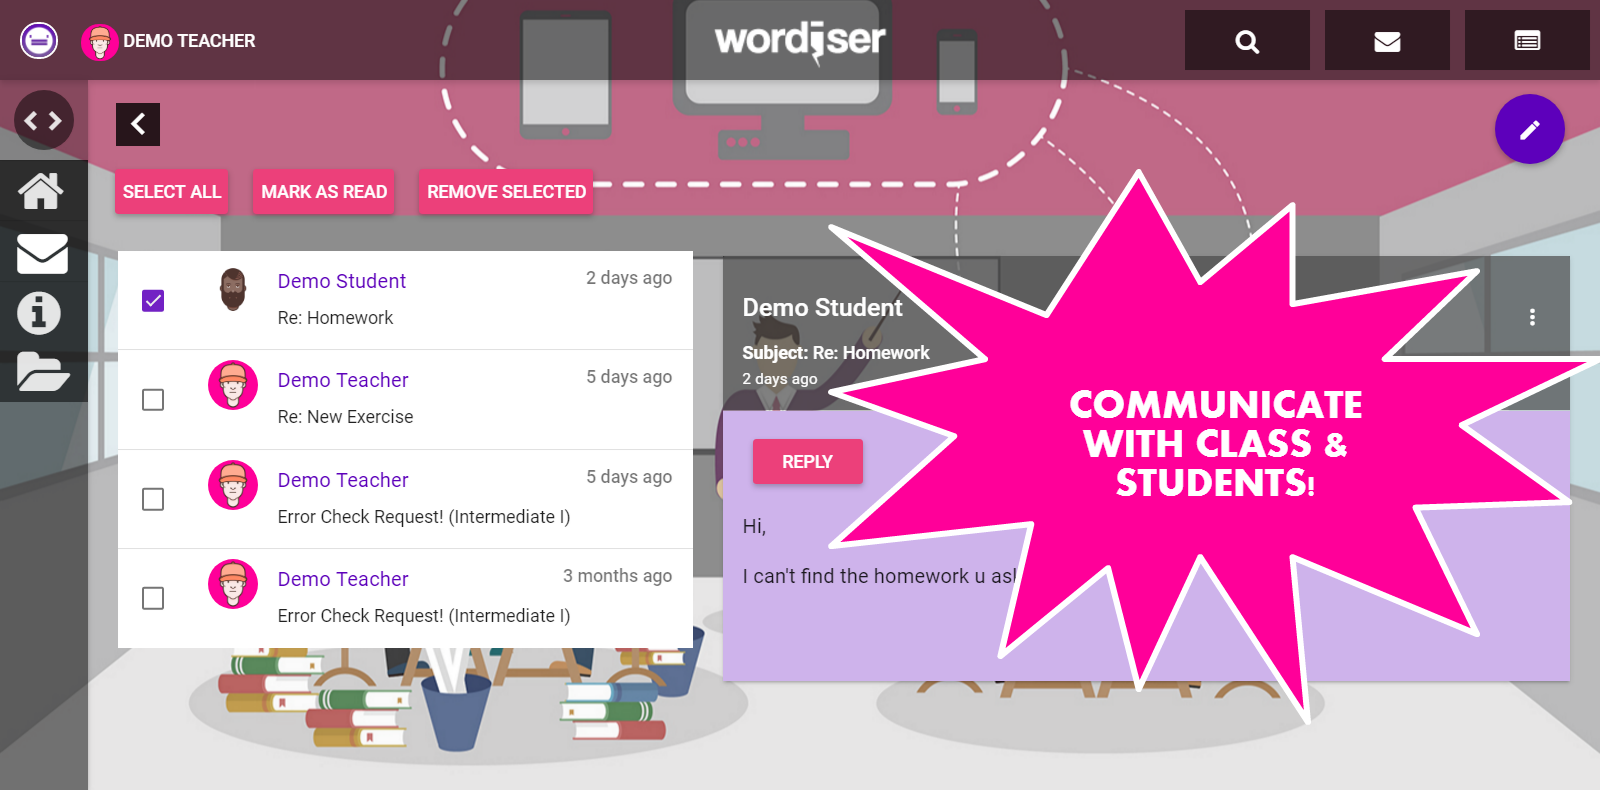 DEMO TEACHER
wordiser
SELECT ALL
MARK AS READ
REMOVE SELECTED
Demo Student
2 days ago
Re: Homework
Demo Teacher
5 days ago
Re: New Exercise
Demo Teacher
5 days ago
Error Check Request! (Intermediate I)
Demo Teacher
3 months ago
Error Check Request! (Intermediate I)
Demo Student
Subject: Re: Homework
2 days ago
REPLY
Hi,
I can't find the homework u
COMMUNICATE
WITH CLASS &
STUDENTS!